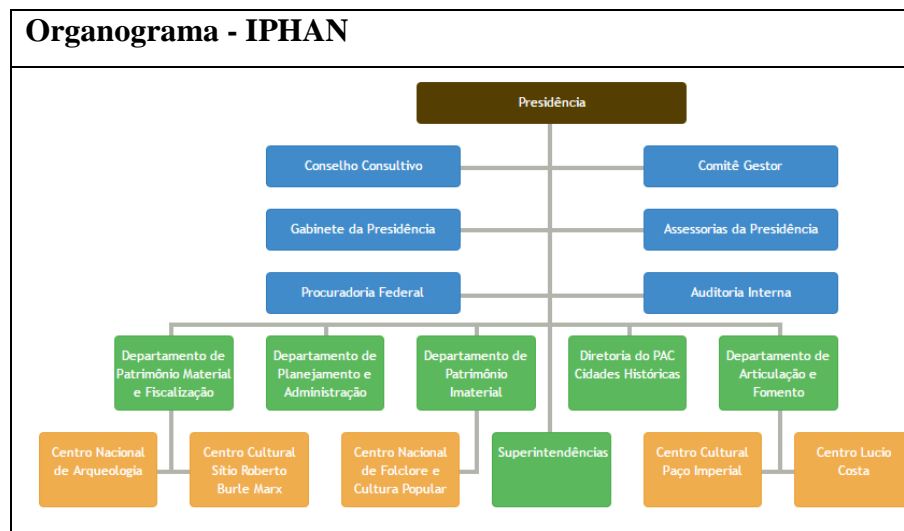 Organograma - IPHAN
Presidência
Conselho Consultivo
Comitê Gestor
Gabinete da Presidência
Assessorias da Presidência
Procuradoria Federal
Auditoria Interna
Departamento de
Patrimônio Material
e Fiscalização
Departamento de
Planejamento e
Administração
Departamento de
Patrimônio
Imaterial
Diretoria do PAC
Cidades Históricas
Departamento de
Articulação e
Fomento
Centro Nacional
de Arqueologia
Centro Cultural
Sítio Roberto
Burle Marx
Centro Nacional
de Folclore e
Cultura Popular
Superintendências
Centro Cultural
Paço Imperial
Centro Lucio
Costa